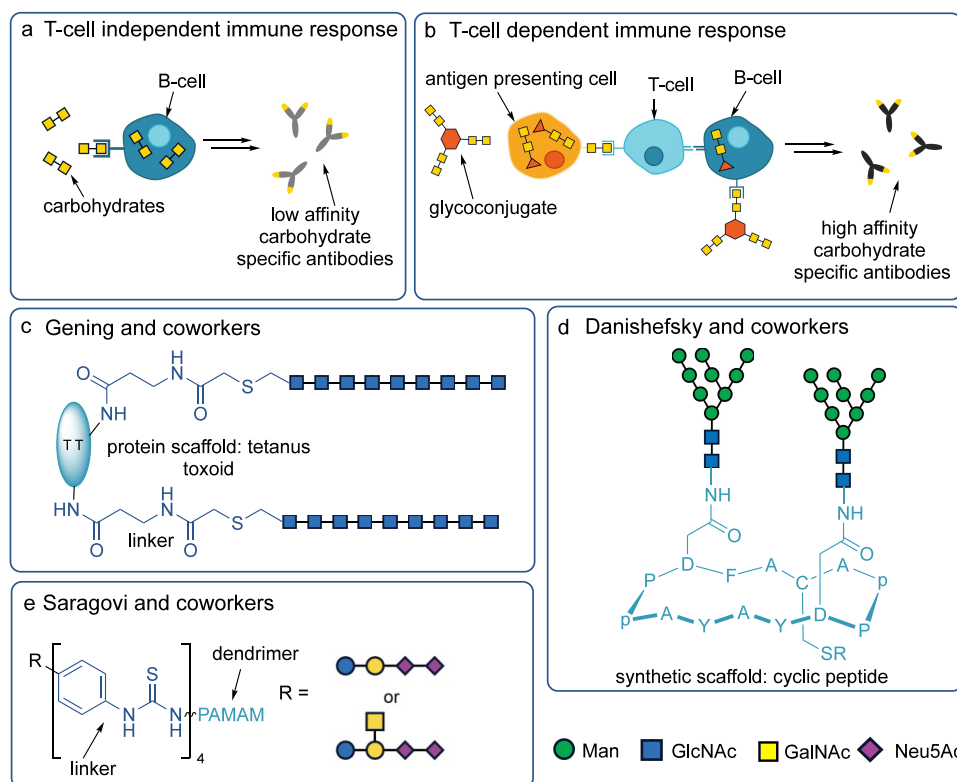 a T-cell independent immune response
B-cell
carbohydrates
low affinity
carbohydrate
specific antibodies
b T-cell dependent immune response
antigen presenting cell
T-cell
B-cell
glycoconjugate
high affinity
carbohydrate
specific antibodies
c Gening and coworkers
O
NH
H
N
O
S
TT
protein scaffold: tetanus
toxoid
HN
O
H
N
O
S
linker
d Danishefsky and coworkers
NH
O
NH
O
P D F A C A p
p A Y A Y D P
SR
synthetic scaffold: cyclic peptide
e Saragovi and coworkers
R
S
N
H
N
H
PAMAM
4
dendrimer
linker
R =
or
Man GlcNAc GalNAc Neu5Ac